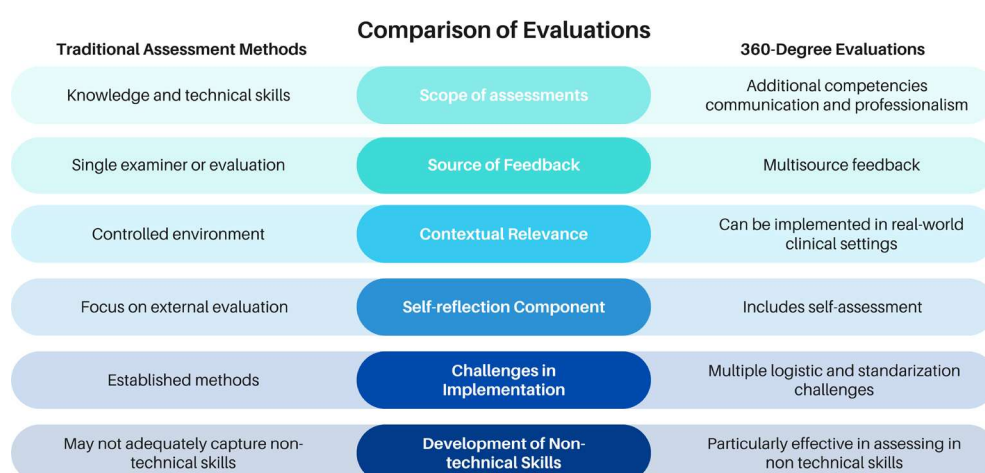 Comparison of Evaluations
Traditional Assessment Methods
360-Degree Evaluations
Knowledge and technical skills
Scope of assessments
Additional competencies
communication and professionalism
Single examiner or evaluation
Source of Feedback
Multisource feedback
Controlled environment
Contextual Relevance
Can be implemented in real-world
clinical settings
Focus on external evaluation
Self-reflection Component
Includes self-assessment
Established methods
Challenges in
Implementation
Multiple logistic and standarization
challenges
May not adequately capture non-
technical skills
Development of Non-
technical Skills
Particularly effective in assessing in
non technical skills